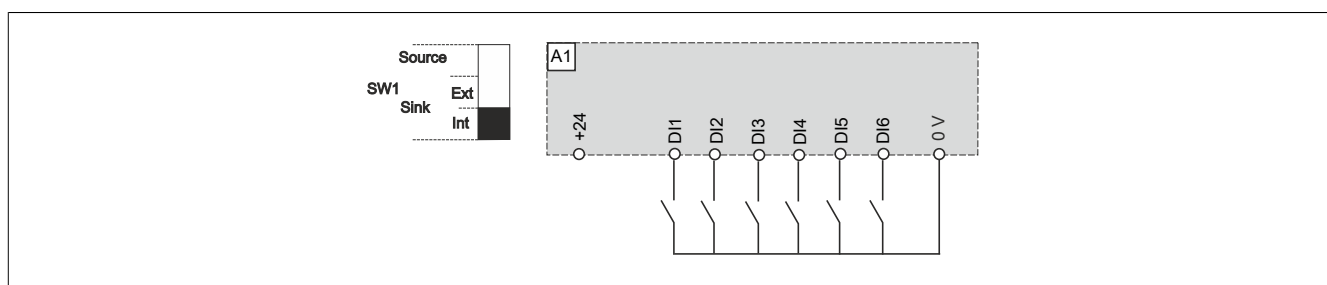 Source
SW1
Ext
Sink
Int
A1
+24
DI1
DI2
DI3
DI4
DI5
DI6
0 V